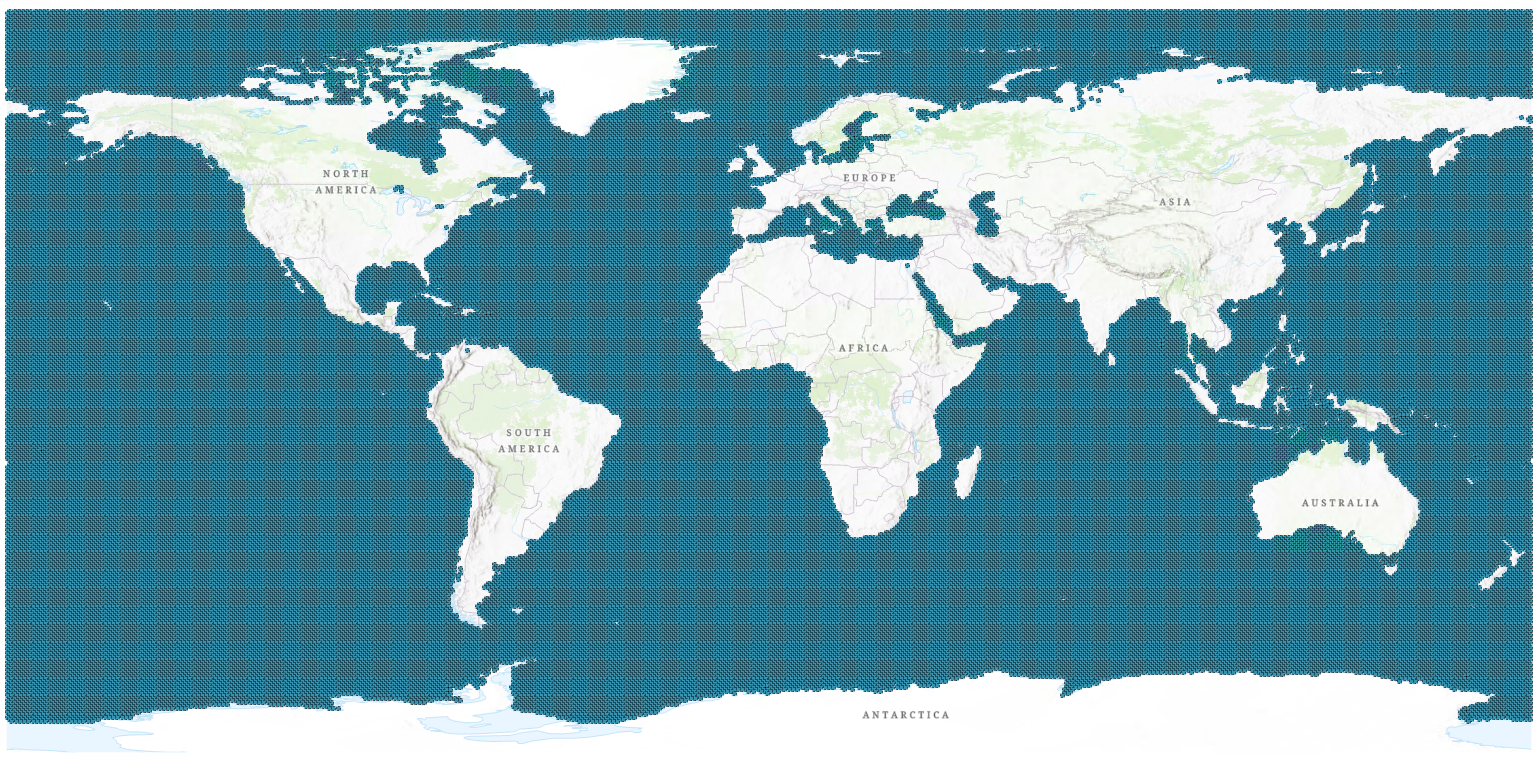 NORTH
AMERICA
EUROPE
ASIA
AFRICA
SOUTH
AMERICA
AUSTRALIA
ANTARCTICA